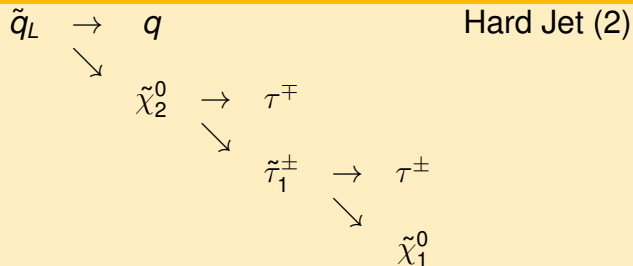 q̃_L → q Hard Jet (2)
↘
χ̃⁰₂ → τ^∓
↘
τ̃₁^± → τ^±
↘
χ̃⁰₁